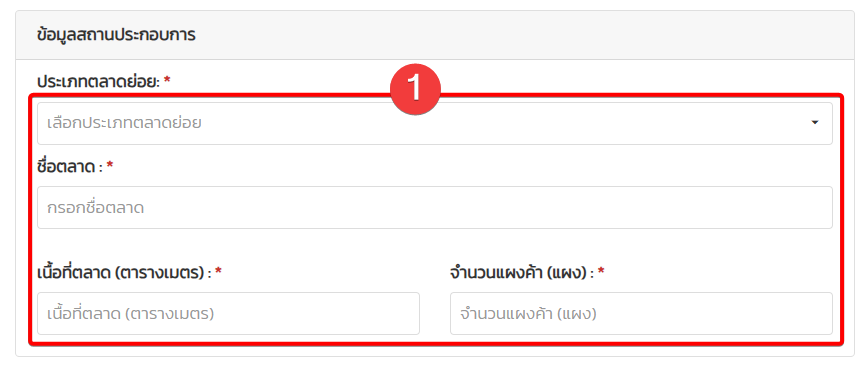 ข้อมูลสถานประกอบการ
ประเภทตลาดย่อย: *
1
เลือกประเภทตลาดย่อย
ชื่อตลาด : *
กรอกชื่อตลาด
เนื้อที่ตลาด (ตารางเมตร) : *
จำนวนแผงค้า (แผง) : *
เนื้อที่ตลาด (ตารางเมตร)
จำนวนแผงค้า (แผง)